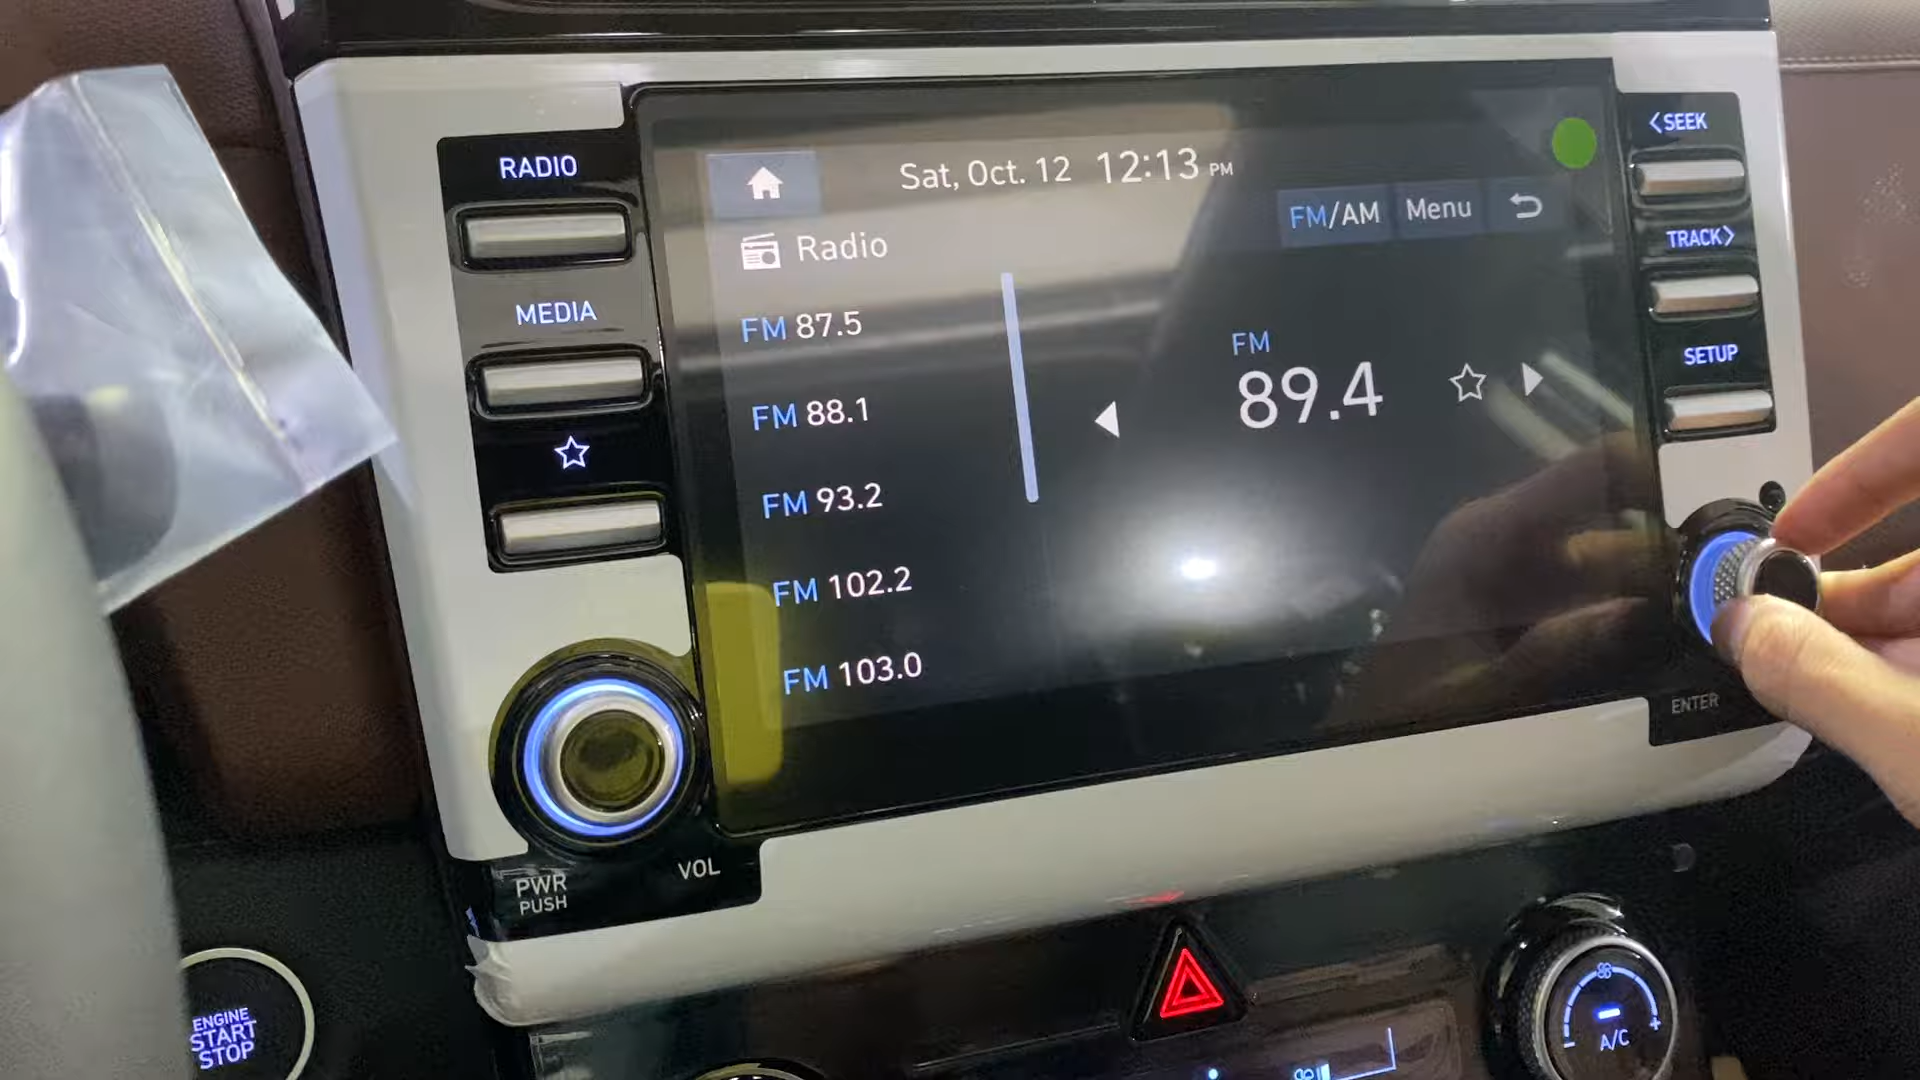 RADIO
MEDIA
PWR
PUSH
VOL
ENGINE
START
STOP
Sat, Oct. 12 12:13 PM
FM/AM Menu
Radio
FM 87.5
FM 88.1
FM 93.2
FM 102.2
FM 103.0
FM
89.4
<SEEK
TRACK>
SETUP
ENTER
- +
A/C